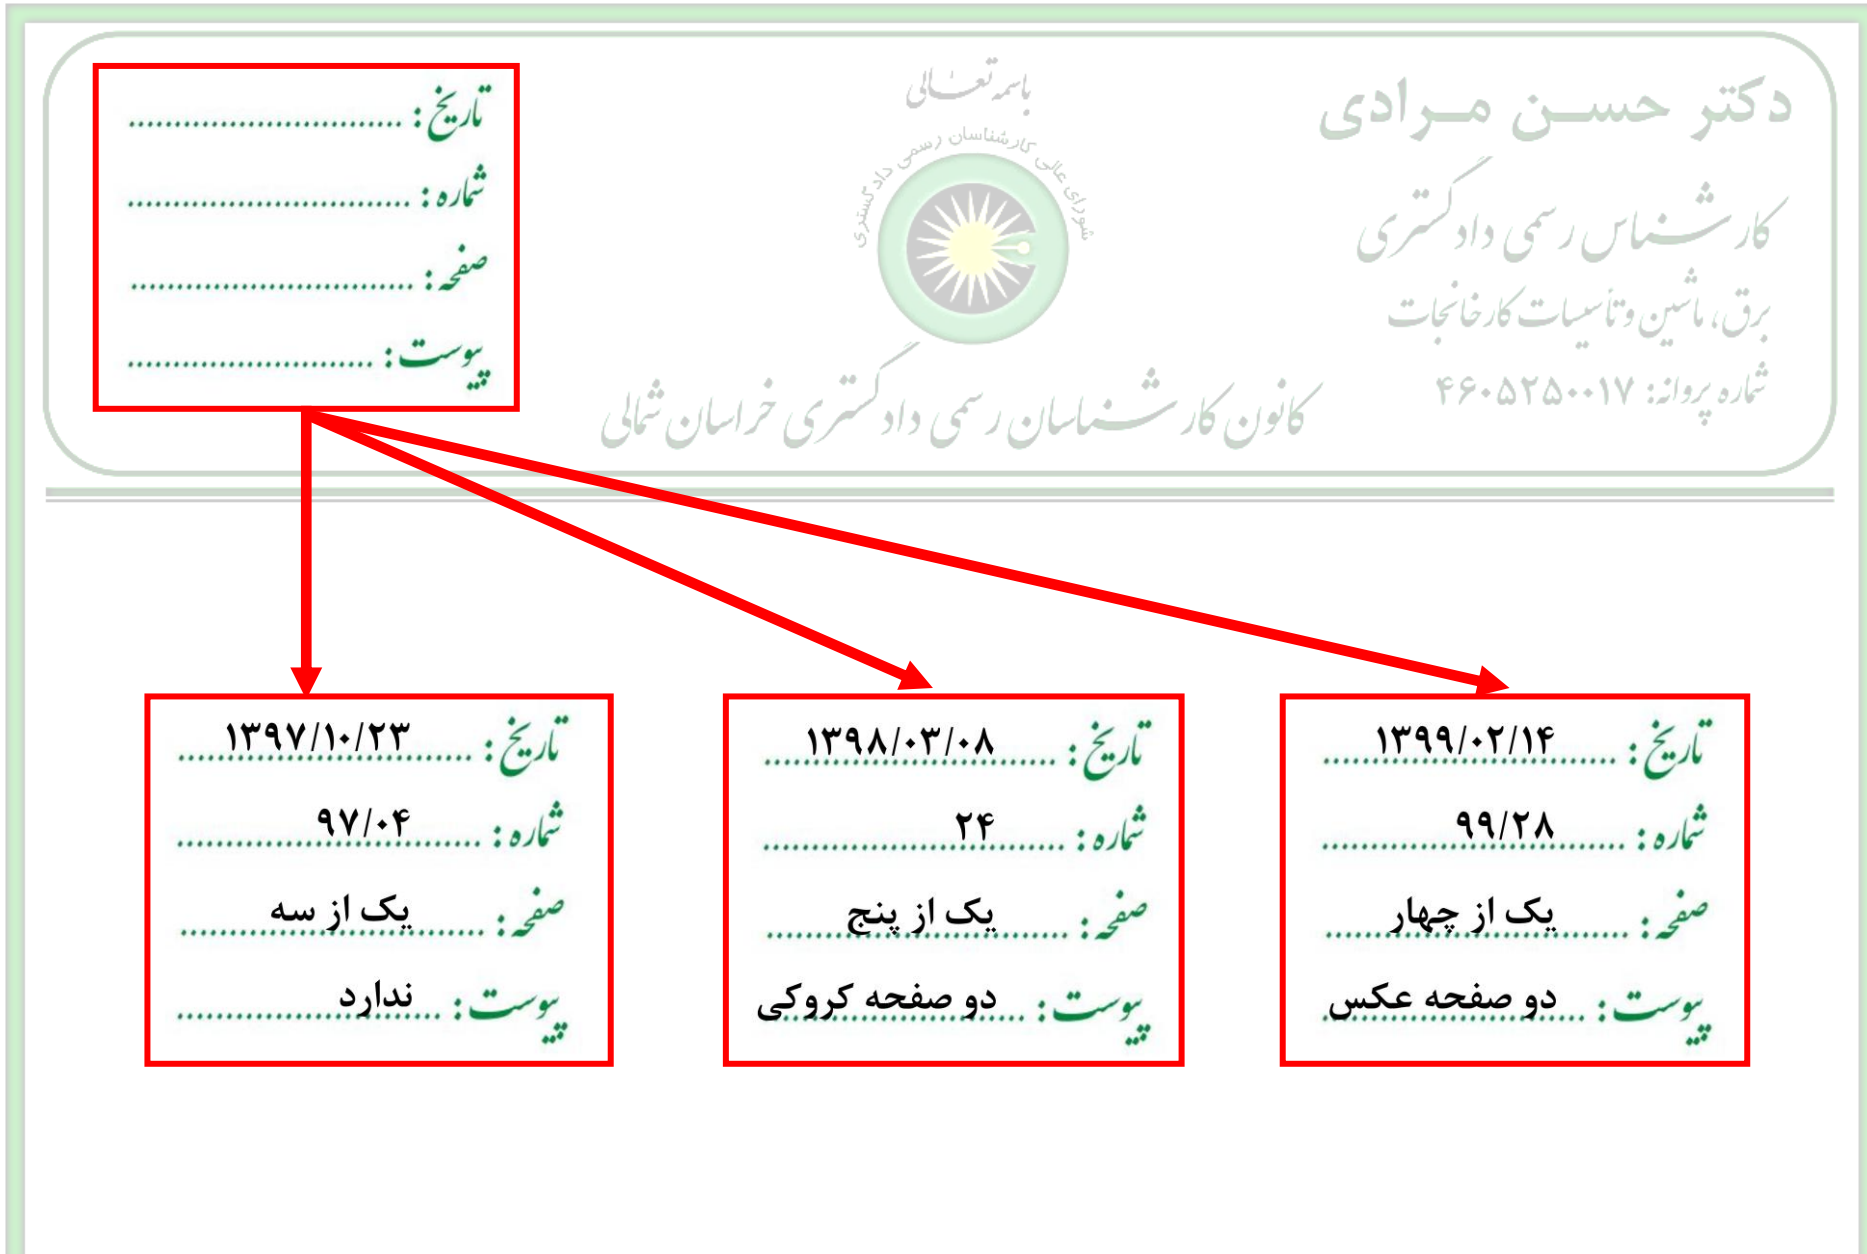 باسمه تعالی
شورای عالی کارشناسان رسمی دادگستری
دکتر حسن مرادی
کارشناس رسمی دادگستری
برق، ماشین و تأسیسات کارخانجات
شماره پروانه: ۴۶۰۵۲۵۰۰۱۷
کانون کارشناسان رسمی دادگستری خراسان شمالی
تاریخ: ..............................
شماره: ...............................
صفحه: ...............................
پیوست: ...........................
تاریخ: ۱۳۹۹/۰۲/۱۴
شماره: ۹۹/۲۸
صفحه: یک از چهار
پیوست: دو صفحه عکس
تاریخ: ۱۳۹۸/۰۳/۰۸
شماره: ۲۴
صفحه: یک از پنج
پیوست: دو صفحه کروکی
تاریخ: ۱۳۹۷/۱۰/۲۳
شماره: ۹۷/۰۴
صفحه: یک از سه
پیوست: ندارد